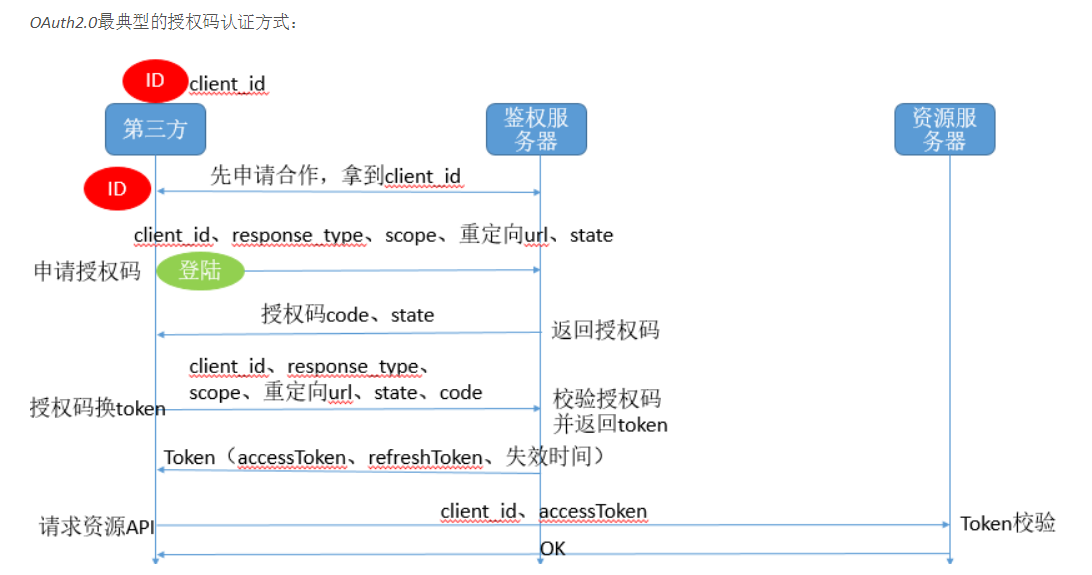 OAuth2.0最典型的授权码认证方式：
ID
client_id
第三方
鉴权服
务器
资源服
务器
先申请合作，拿到client_id
ID
client_id、response_type、scope、重定向url、state
申请授权码
登陆
授权码code、state
返回授权码
client_id、response_type、
scope、重定向url、state、code
授权码换token
校验授权码
并返回token
Token（accessToken、refreshToken、失效时间）
client_id、accessToken
请求资源API
Token校验
OK